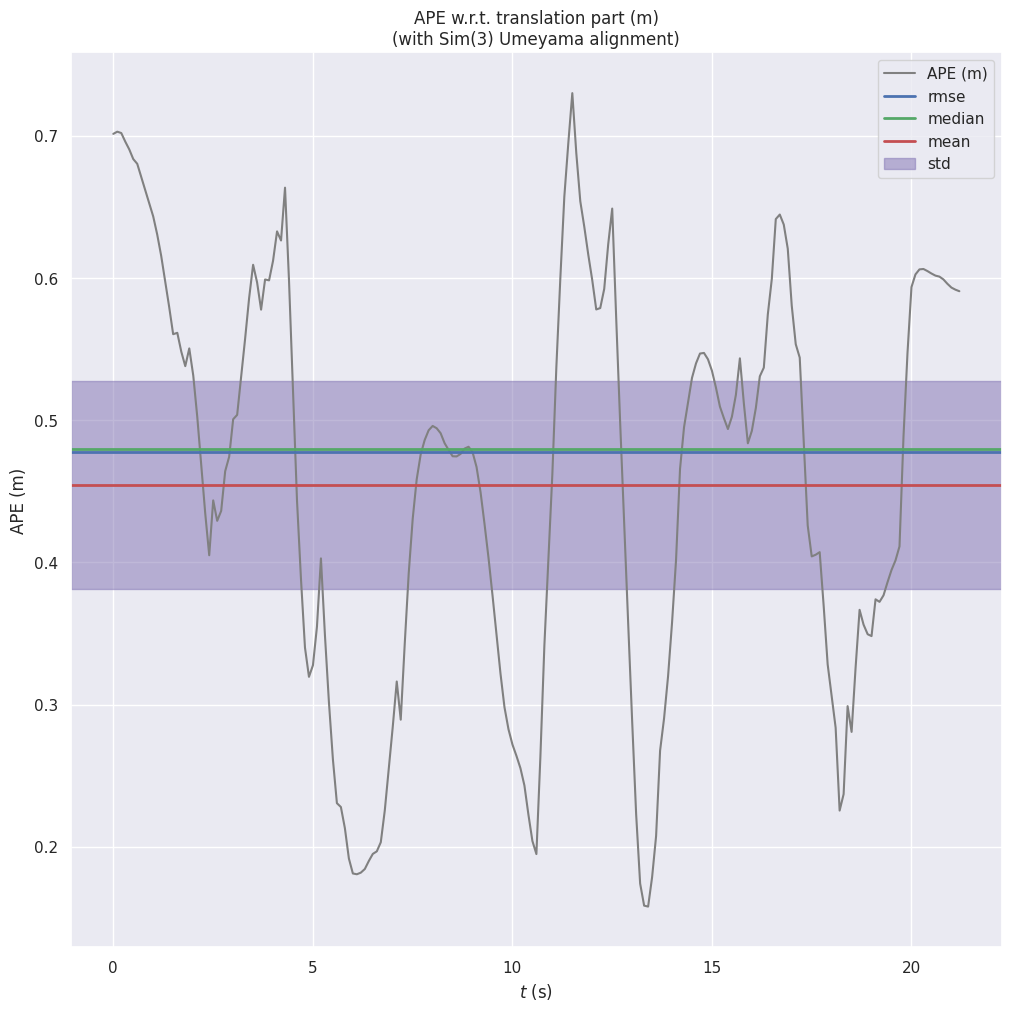 APE w.r.t. translation part (m)
(with Sim(3) Umeyama alignment)
APE (m)
rmse
median
mean
std
APE (m)
0.7
0.6
0.5
0.4
0.3
0.2
0
5
10
15
20
t (s)